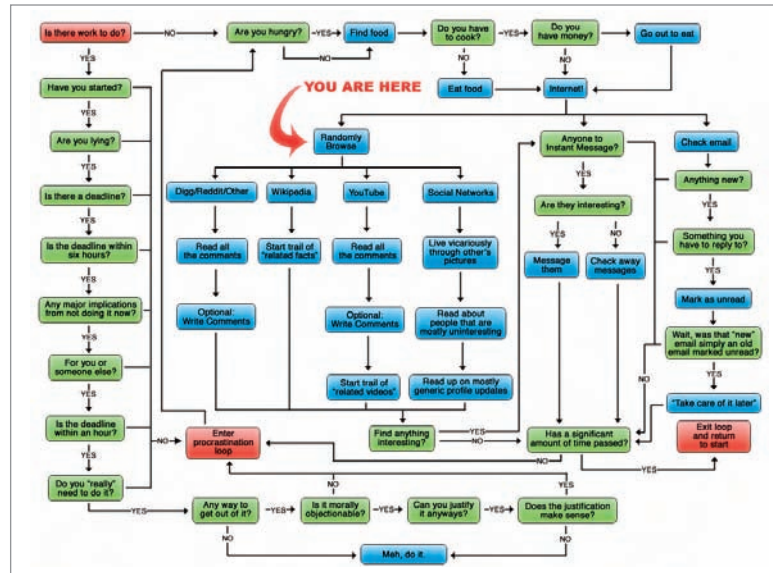 Is there work to do?
NO
Are you hungry?
YES
Find food
Do you have
to cook?
YES
Do you
have money?
Go out to eat
YES
NO
NO
NO
Have you started?
Eat food
Internet!
YES
YOU ARE HERE
Are you lying?
Randomly
Browse
Anyone to
Instant Message?
Check email
YES
YES
Is there a deadline?
Digg/Reddit/Other
Wikipedia
YouTube
Social Networks
Anything new?
YES
Are they interesting?
YES
YES
NO
Is the deadline within
six hours?
Read all
the comments
Start trail of
"related facts"
Read all
the comments
Live vicariously
through other's
pictures
Something you
have to reply to?
Message
them
Check away
messages
YES
YES
Any major implications
from not doing it now?
Optional:
Write Comments
Optional:
Write Comments
Read about
people that are
mostly uninteresting
Mark as unread
YES
Wait, was that "new"
email simply an old
email marked unread?
For you or
someone else?
NO
YES
YES
Start trail of
"related videos"
Read up on mostly
generic profile updates
"Take care of it later"
Is the deadline
within an hour?
NO
Enter
procrastination
loop
Find anything
interesting?
YES
NO
Has a significant
amount of time passed?
Exit loop
and return
to start
YES
NO
YES
Do you "really"
need to do it?
NO
YES
YES
Any way to
get out of it?
YES
Is it morally
objectionable?
YES
Can you justify
it anyways?
YES
Does the justification
make sense?
NO
NO
Meh, do it.